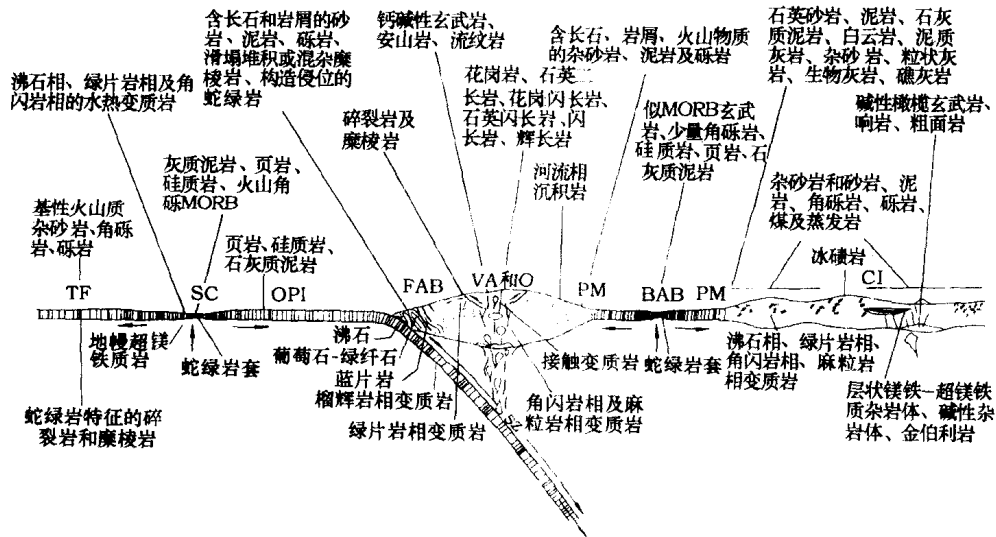 含长石和岩屑的砂
岩、泥岩、砾岩、
滑塌堆积或混杂糜
棱岩、构造侵位的
蛇绿岩
钙碱性玄武岩、
安山岩、流纹岩
含长石、岩屑、火山物质
的杂砂岩、泥岩及砾岩
石英砂岩、泥岩、石灰
质泥岩、白云岩、泥质
灰岩、杂砂岩、粒状灰
岩、生物灰岩、礁灰岩
沸石相、绿片岩相及角
闪岩相的水热变质岩
碎裂岩及
糜棱岩
花岗岩、石英二
长岩、花岗闪长岩、
石英闪长岩、闪
长岩、辉长岩
似MORB玄武
岩、少量角砾岩、
硅质岩、页岩、石
灰质泥岩
碱性橄榄玄武岩、
响岩、粗面岩
灰质泥岩、页岩、
硅质岩、火山角
砾MORB
河流相
沉积岩
杂砂岩和砂岩、泥
岩、角砾岩、砾岩、
煤及蒸发岩
基性火山质
杂砂岩、角砾
岩、砾岩
页岩、硅质岩、
石灰质泥岩
冰碛岩
TF
SC
OPI
FAB
VA和O
PM
BAB
PM
CI
地幔超镁
铁质岩
蛇绿岩套
沸石
葡萄石-绿纤石
蓝片岩
榴辉岩相变质岩
绿片岩相变质岩
接触变质岩
角闪岩相及麻
粒岩相变质岩
蛇绿岩套
沸石相、绿片岩相、
角闪岩相、麻粒岩
相变质岩
层状镁铁-超镁铁
质杂岩体、碱性杂
岩体、金伯利岩
蛇绿岩特征的碎
裂岩和糜棱岩
BZ